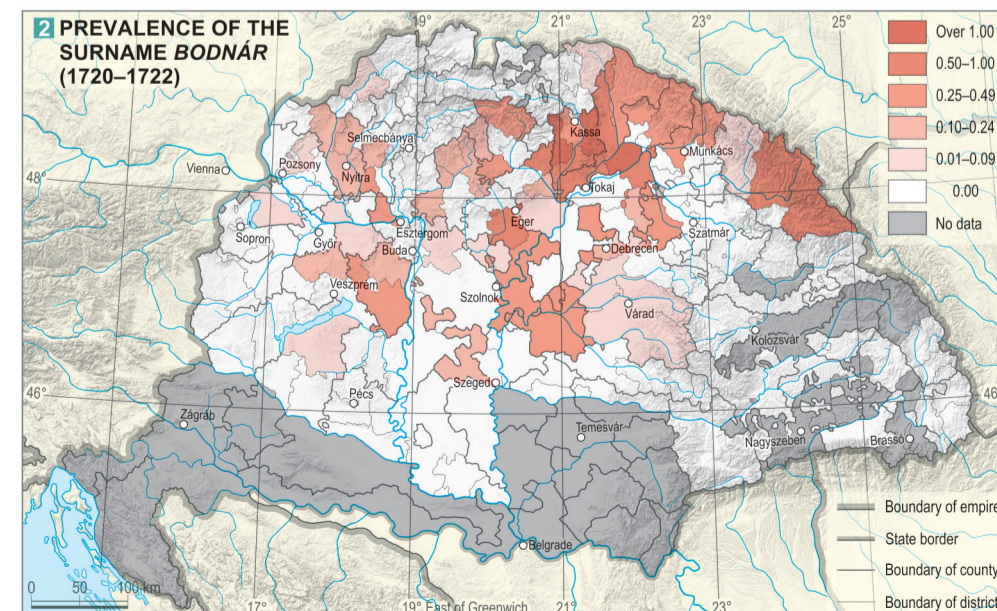 2 PREVALENCE OF THE
SURNAME BODNÁR
(1720–1722)
19°
21°
23°
25°
Over 1.00
0.50–1.00
0.25–0.49
0.10–0.24
0.01–0.09
0.00
No data
48°
Vienna
Pozsony
Selmecbánya
Nyitra
Kassa
Munkács
Tokaj
Sopron
Győr
Esztergom
Buda
Eger
Debrecen
Szatmár
Veszprém
Szolnok
Várad
Kolozsvár
46°
46
Pécs
Szeged
Zágráb
Temesvár
Nagyszeben
Brassó
Belgrade
Boundary of empire
State border
Boundary of county
Boundary of district
0 50 100 km
17°
19° East of Greenwich
21°
23°